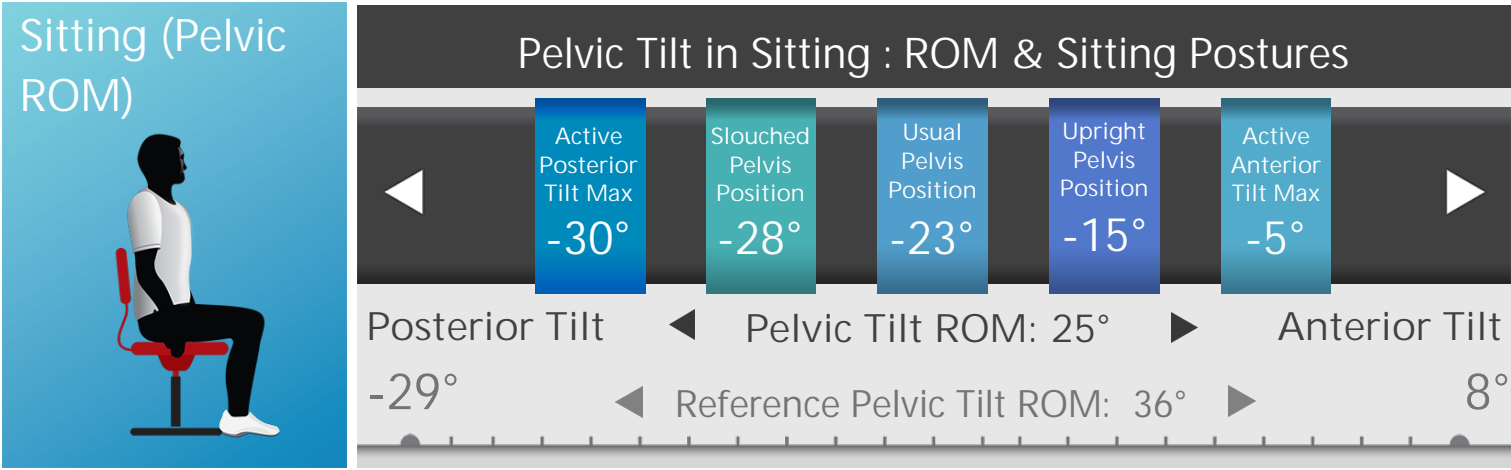 Sitting (Pelvic
ROM)
Pelvic Tilt in Sitting : ROM & Sitting Postures
Active
Posterior
Tilt Max
-30°
Slouched
Pelvis
Position
-28°
Usual
Pelvis
Position
-23°
Upright
Pelvis
Position
-15°
Active
Anterior
Tilt Max
-5°
Posterior Tilt
Pelvic Tilt ROM: 25°
Anterior Tilt
-29°
Reference Pelvic Tilt ROM: 36°
8°